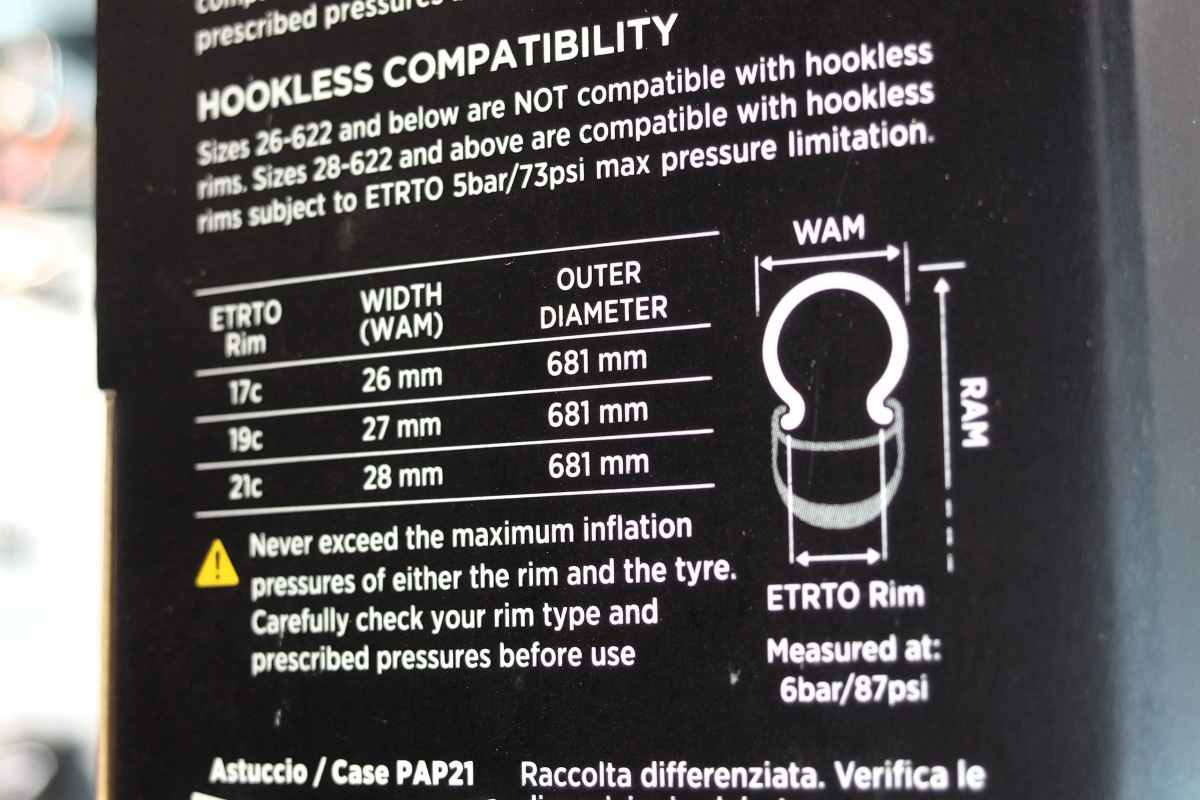 prescribed pressures
HOOKLESS COMPATIBILITY
Sizes 26-622 and below are NOT compatible with hookless
rims. Sizes 28-622 and above are compatible with hookless
rims subject to ETRTO 5bar/73psi max pressure limitation.
ETRTO Rim WIDTH (WAM) OUTER DIAMETER
17c 26 mm 681 mm
19c 27 mm 681 mm
21c 28 mm 681 mm
WAM
RAM
ETRTO Rim
Measured at:
6bar/87psi
Never exceed the maximum inflation
pressures of either the rim and the tyre.
Carefully check your rim type and
prescribed pressures before use
Astuccio / Case PAP21 Raccolta differenziata. Verifica le